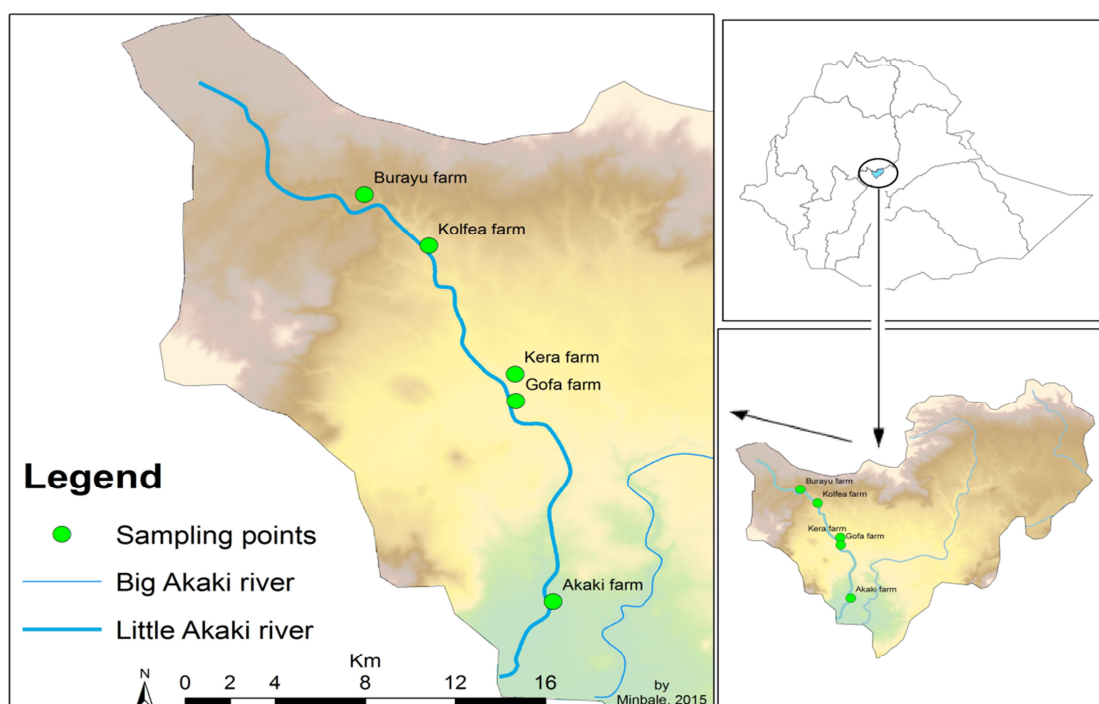 Burayu farm
Kolfea farm
Kera farm
Gofa farm
Akaki farm
Legend
Sampling points
Big Akaki river
Little Akaki river
Km
N
0 2 4 8 12 16
by
Minbale, 2015
Burayu farm
Kolfea farm
Kera farm
Gofa farm
Akaki farm